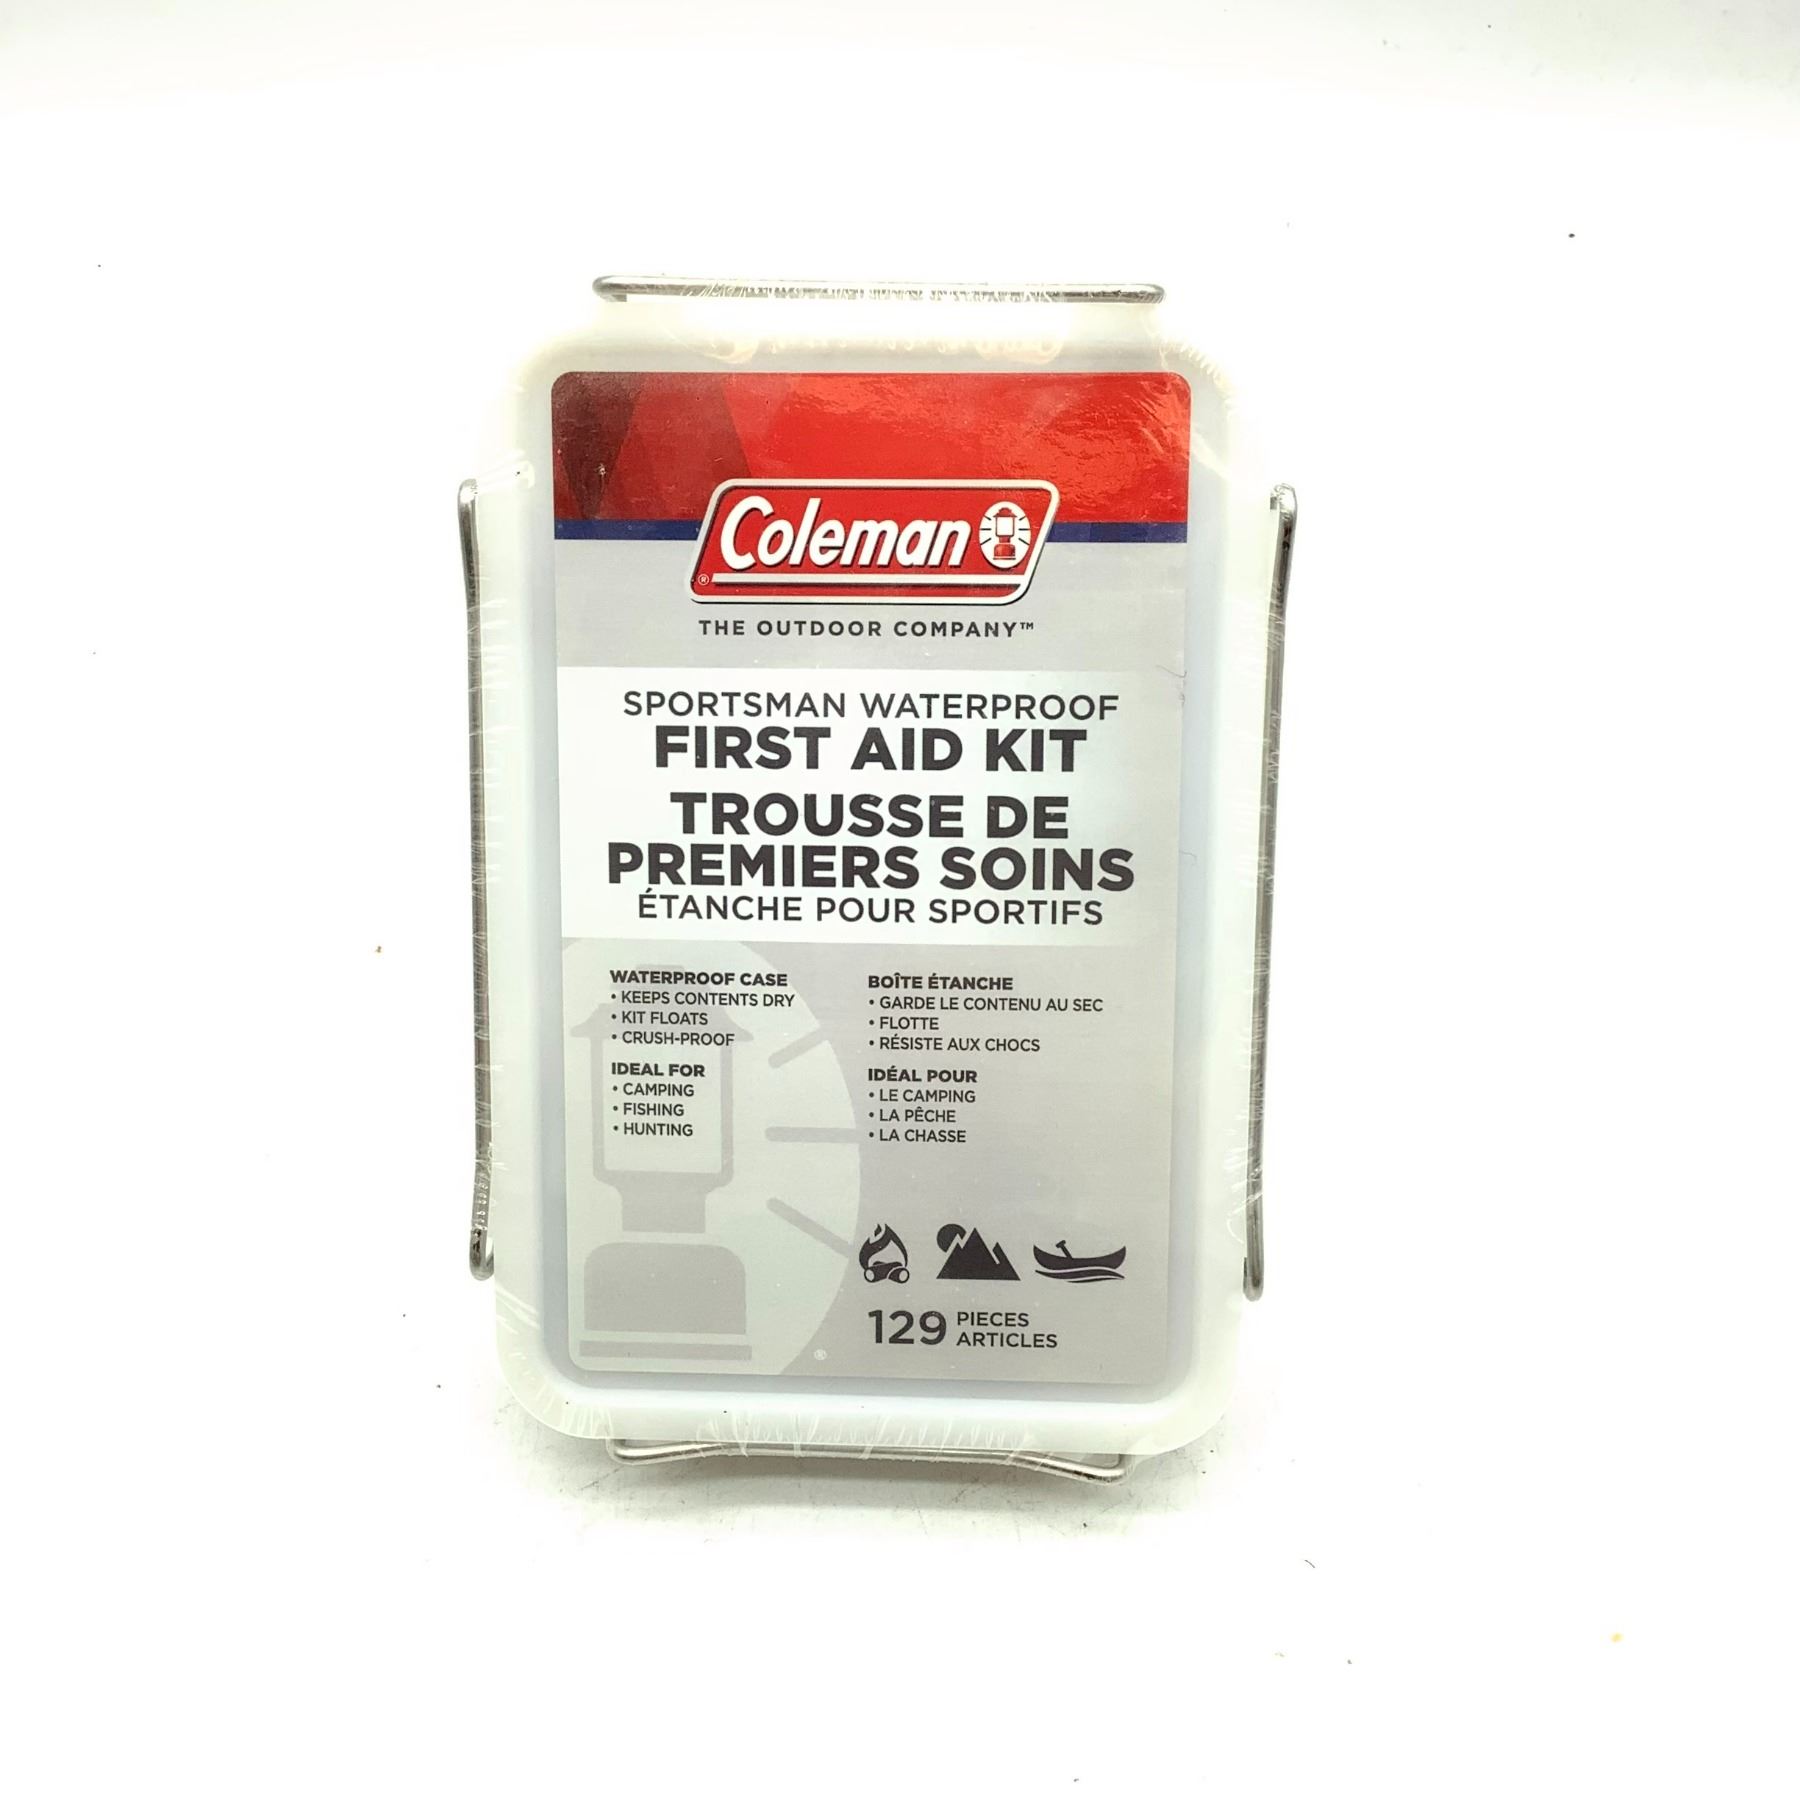 Coleman
®
THE OUTDOOR COMPANY™
SPORTSMAN WATERPROOF
FIRST AID KIT
TROUSSE DE
PREMIERS SOINS
ÉTANCHE POUR SPORTIFS
WATERPROOF CASE
• KEEPS CONTENTS DRY
• KIT FLOATS
• CRUSH-PROOF
IDEAL FOR
• CAMPING
• FISHING
• HUNTING
BOÎTE ÉTANCHE
• GARDE LE CONTENU AU SEC
• FLOTTE
• RÉSISTE AUX CHOCS
IDÉAL POUR
• LE CAMPING
• LA PÊCHE
• LA CHASSE
129 PIECES
ARTICLES
®